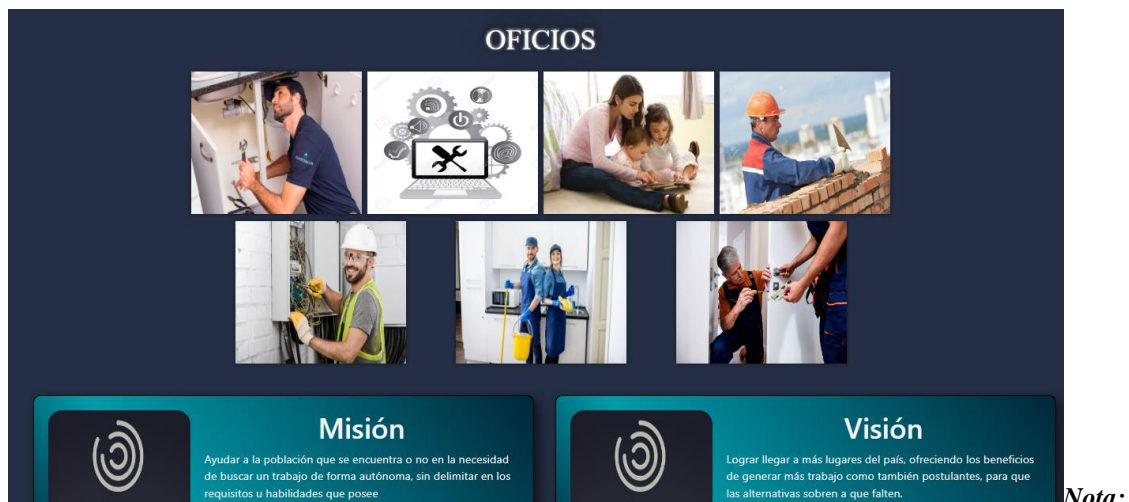 OFICIOS
Misión
Ayudar a la población que se encuentra o no en la necesidad
de buscar un trabajo de forma autónoma, sin delimitar en los
requisitos u habilidades que posee
Visión
Lograr llegar a más lugares del país, ofreciendo los beneficios
de generar más trabajo como también postulantes, para que
las alternativas sobren a que falten.
Nota: